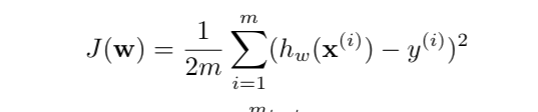 J(𝐰) = \frac{1}{2m} \sum_{i=1}^{m} (h_w(𝐱^{(i)}) − y^{(i)})^2